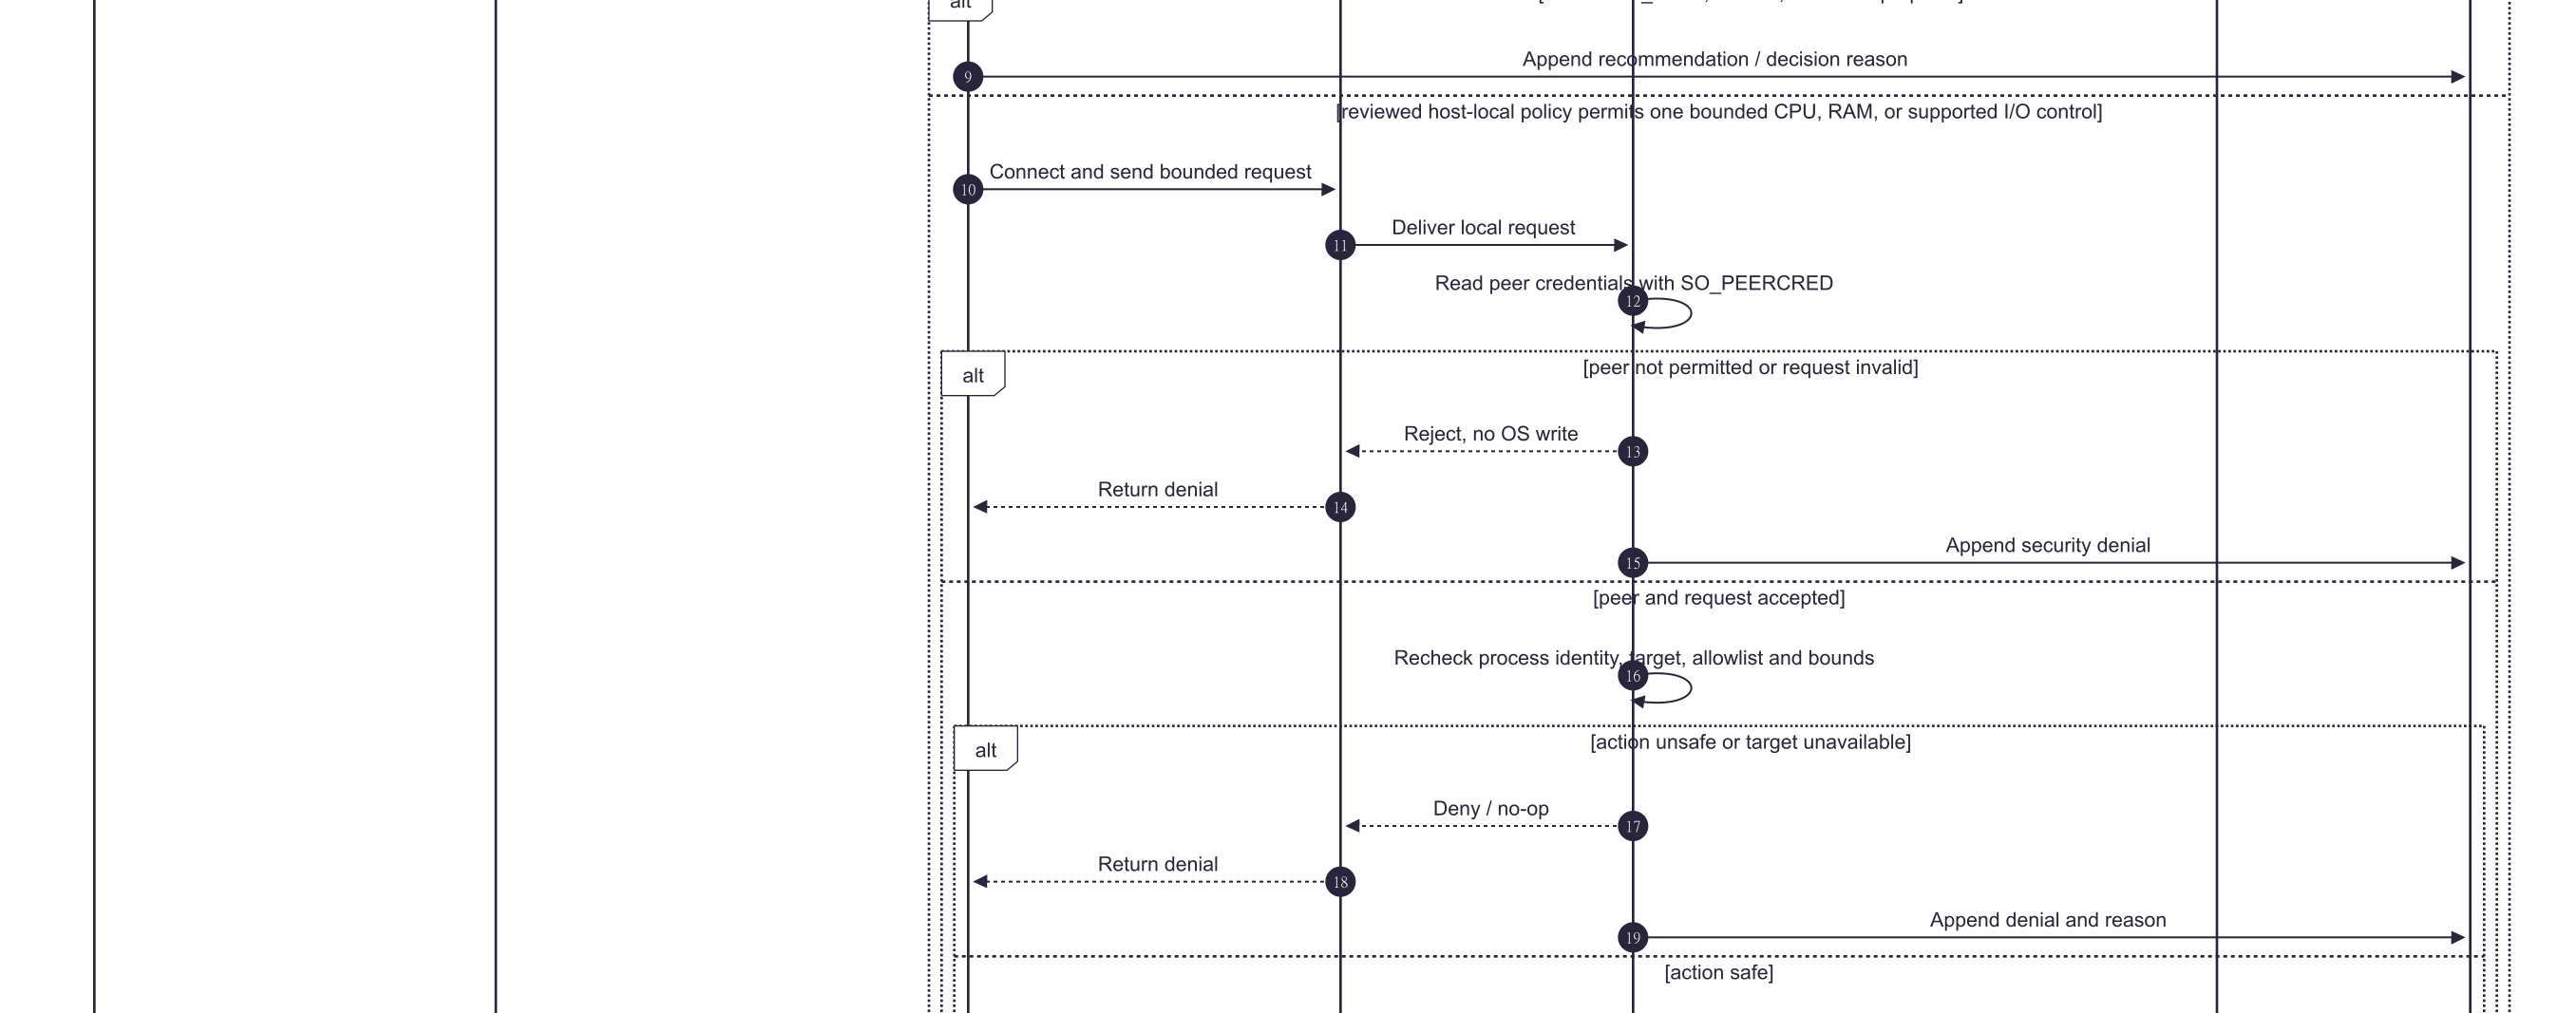 alt
Append recommendation / decision reason
9
[reviewed host-local policy permits one bounded CPU, RAM, or supported I/O control]
Connect and send bounded request
10
Deliver local request
11
Read peer credentials with SO_PEERCRED
12
alt
[peer not permitted or request invalid]
Reject, no OS write
13
Return denial
14
Append security denial
15
[peer and request accepted]
Recheck process identity, target, allowlist and bounds
16
alt
[action unsafe or target unavailable]
Deny / no-op
17
Return denial
18
Append denial and reason
19
[action safe]